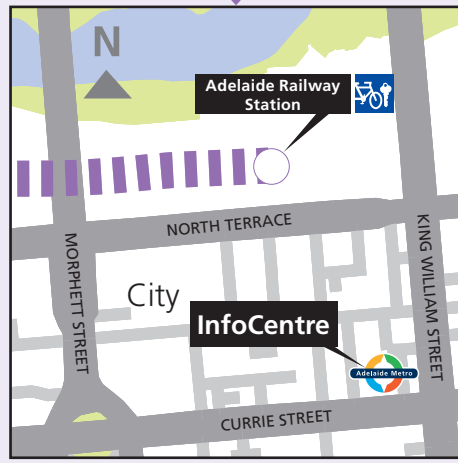 N
Adelaide Railway
Station
NORTH TERRACE
MORPHETT STREET
KING WILLIAM STREET
City
InfoCentre
Adelaide Metro
CURRIE STREET